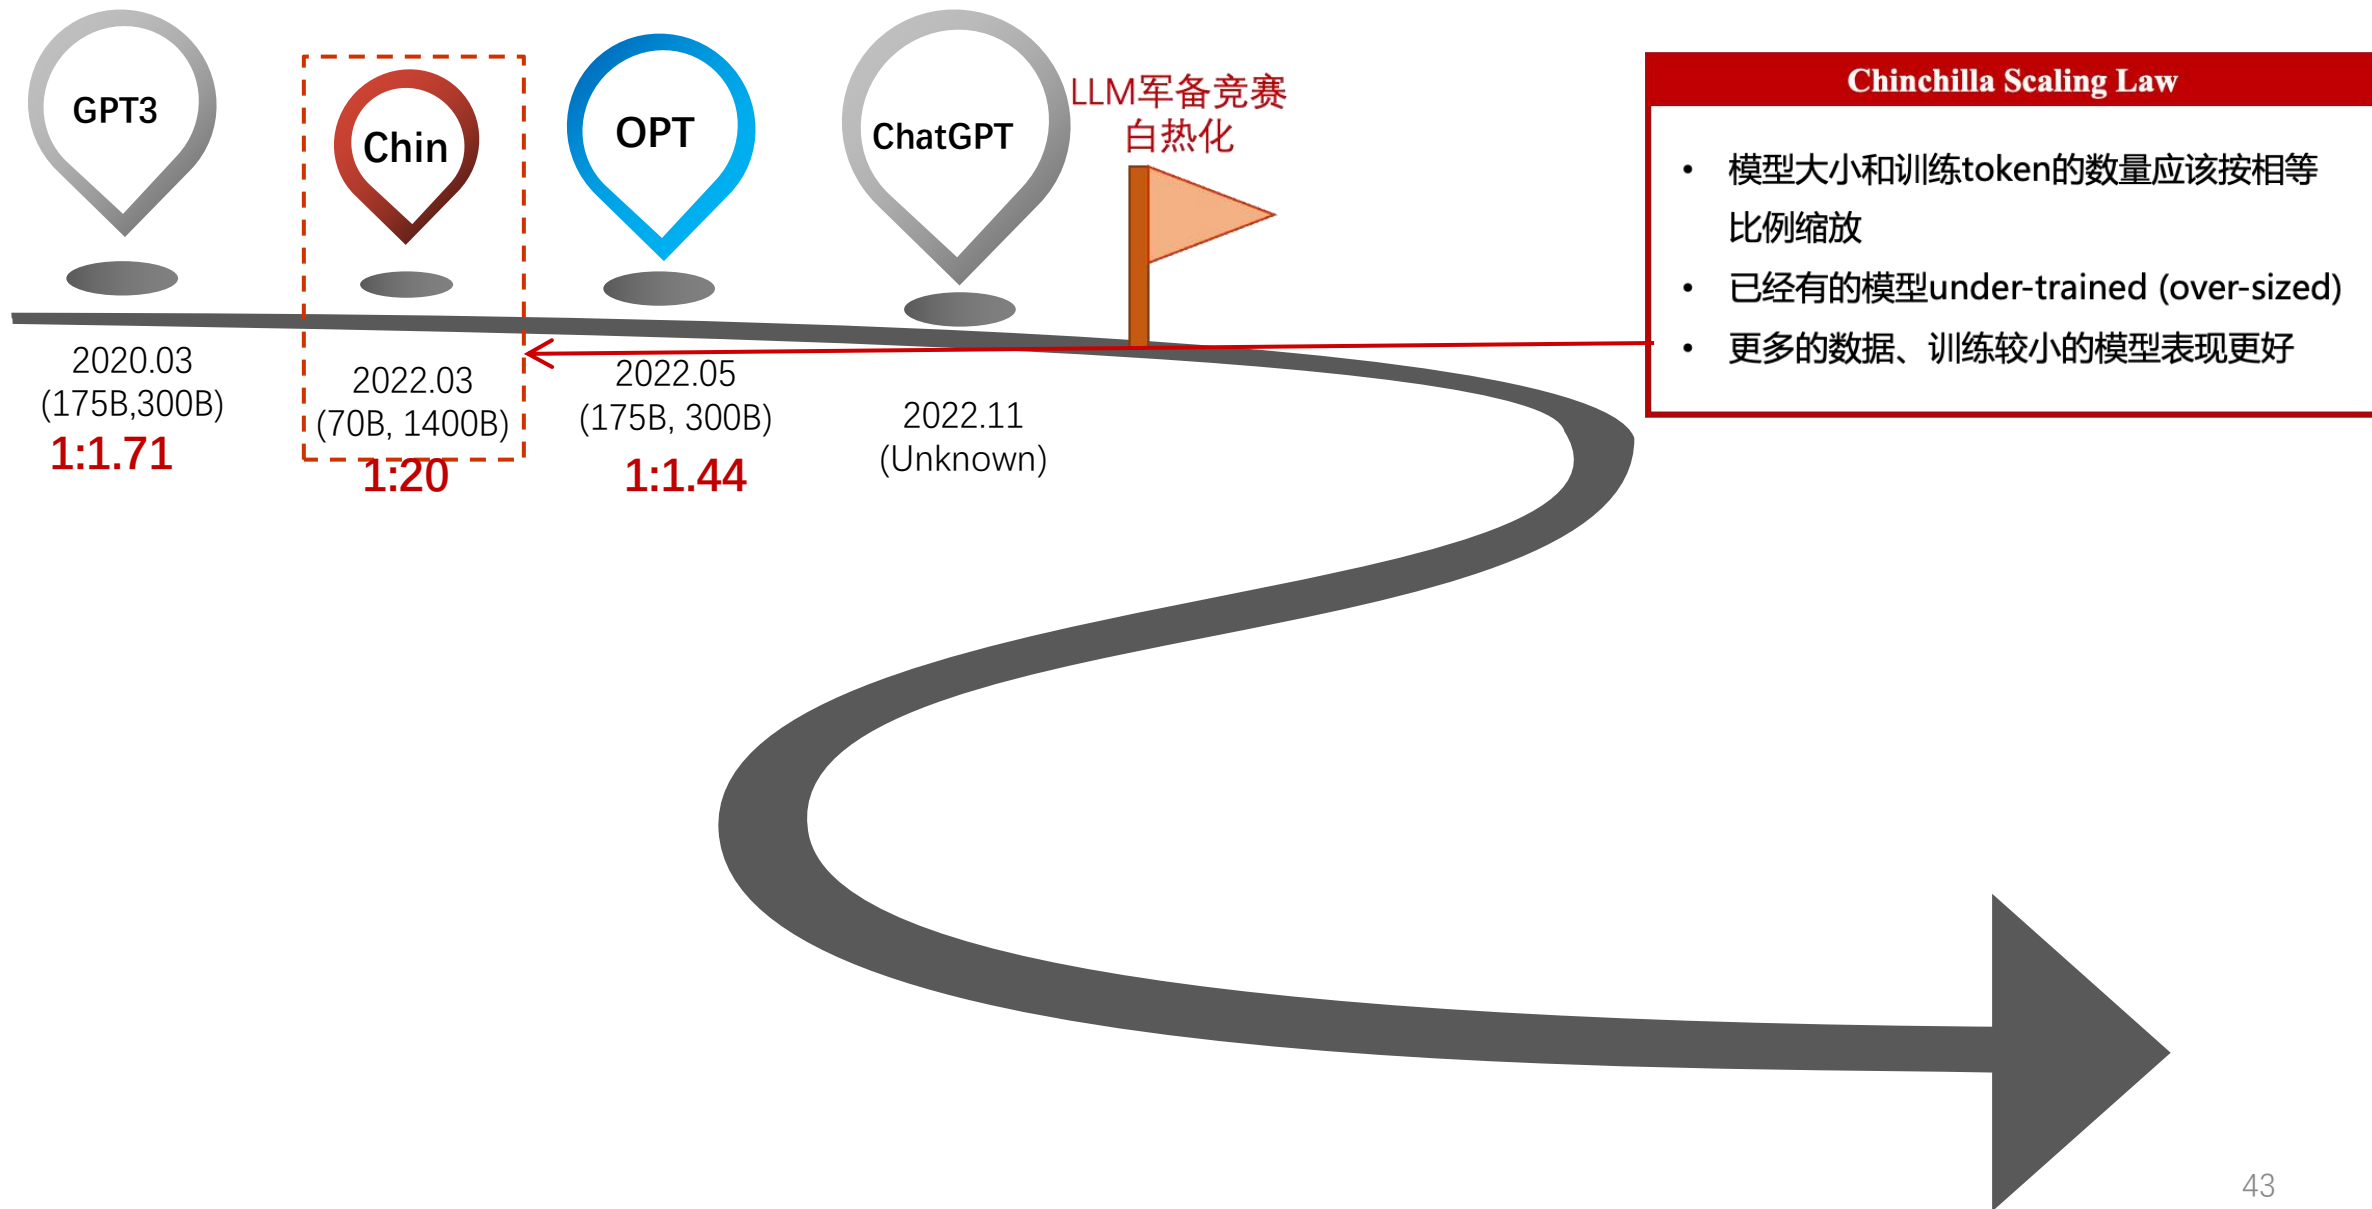 GPT3
2020.03
(175B,300B)
1:1.71
Chin
2022.03
(70B, 1400B)
1:20
OPT
2022.05
(175B, 300B)
1:1.44
ChatGPT
2022.11
(Unknown)
LLM军备竞赛
白热化
Chinchilla Scaling Law
• 模型大小和训练token的数量应该按相等
比例缩放
• 已经有的模型under-trained (over-sized)
• 更多的数据、训练较小的模型表现更好
43